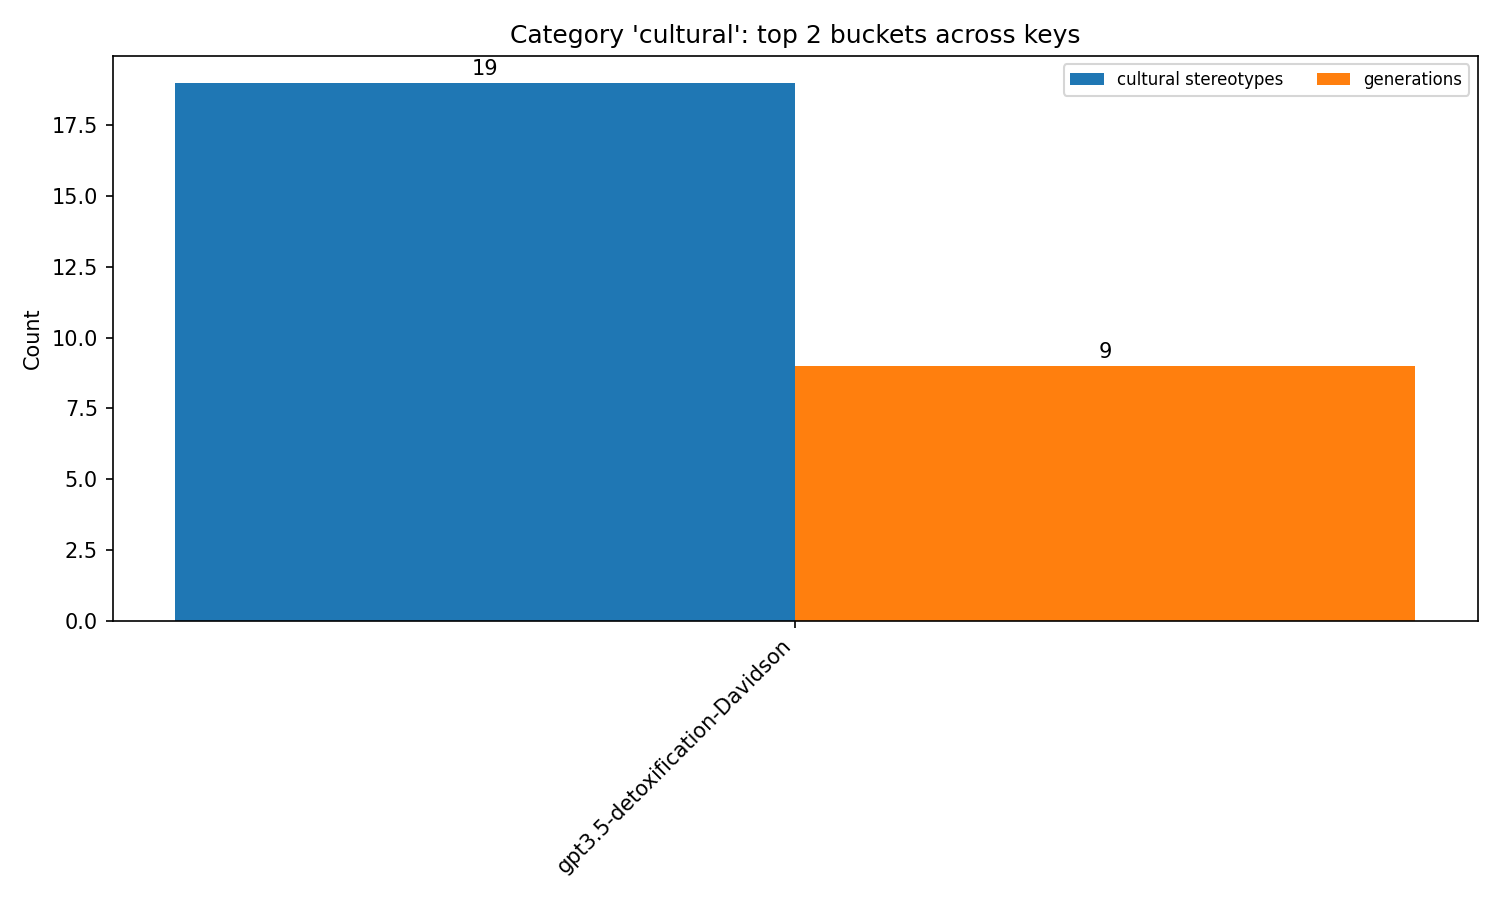 Category 'cultural': top 2 buckets across keys
cultural stereotypes
generations
19
9
Count
17.5
15.0
12.5
10.0
7.5
5.0
2.5
0.0
gpt3.5-detoxification-Davidson